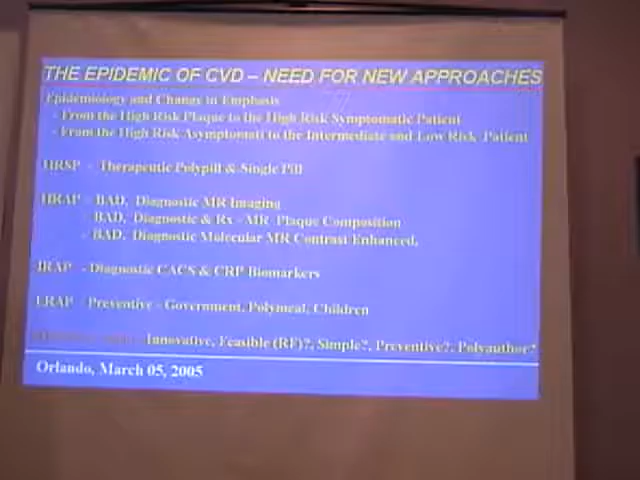 THE EPIDEMIC OF CVD – NEED FOR NEW APPROACHES
Epidemiology and Change in Emphasis
- From the High Risk Plaque to the High Risk Symptomatic Patient
- From the High Risk Asymptomatic to the Intermediate and Low Risk Patient
HRSP - Therapeutic Polypill & Single Pill
HRAP - BAD, Diagnostic MR Imaging
- BAD, Diagnostic & Rx - MR Plaque Composition
- BAD, Diagnostic Molecular MR Contrast Enhanced,
IRAP - Diagnostic CACS & CRP Biomarkers
LRAP - Preventive - Government, Polymeal, Children
Innovative, Feasible (RF)?, Simple?, Preventive?, Polyauthor?
Orlando, March 05, 2005